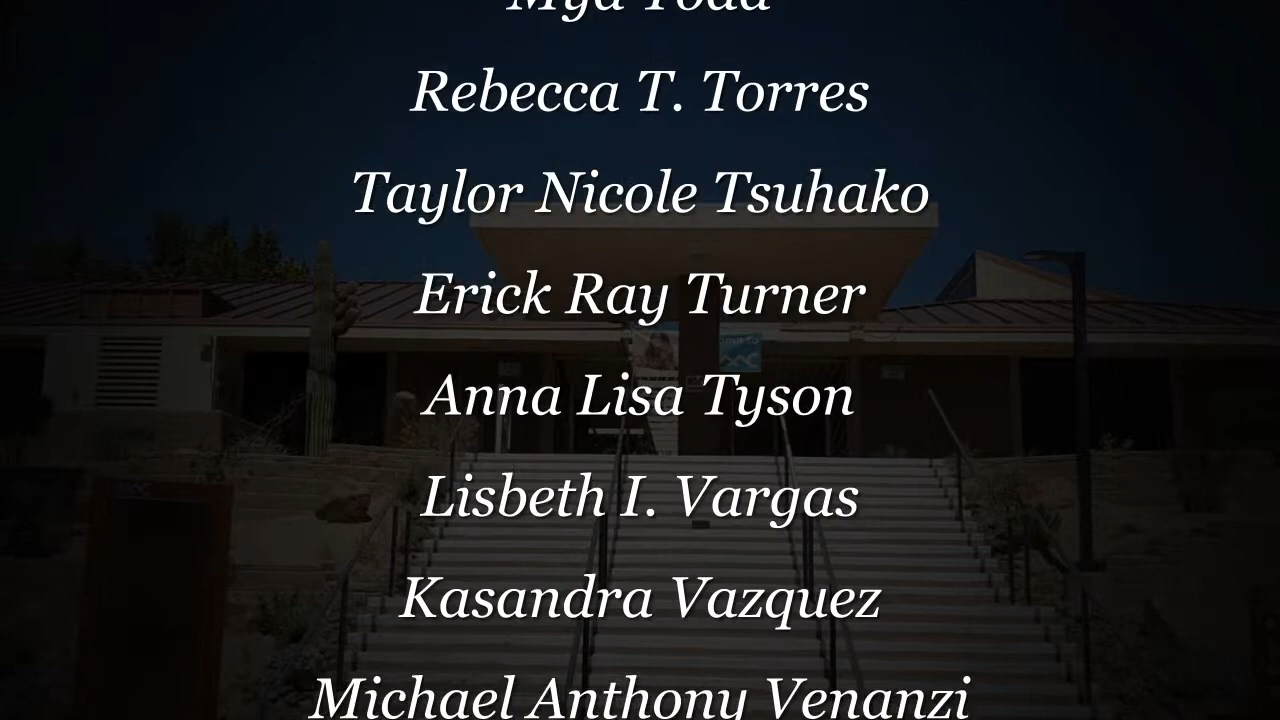 Rebecca T. Torres
Taylor Nicole Tsuhako
Erick Ray Turner
Anna Lisa Tyson
Lisbeth I. Vargas
Kasandra Vazquez
Michael Anthony Venanzi